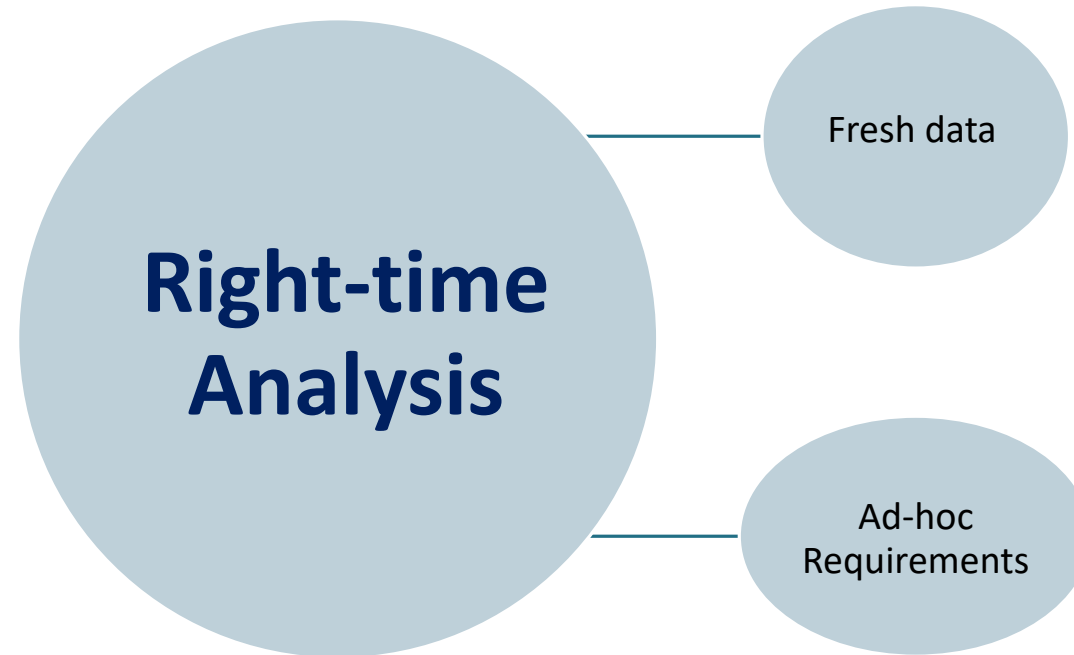 Right-time
Analysis
Fresh data
Ad-hoc
Requirements